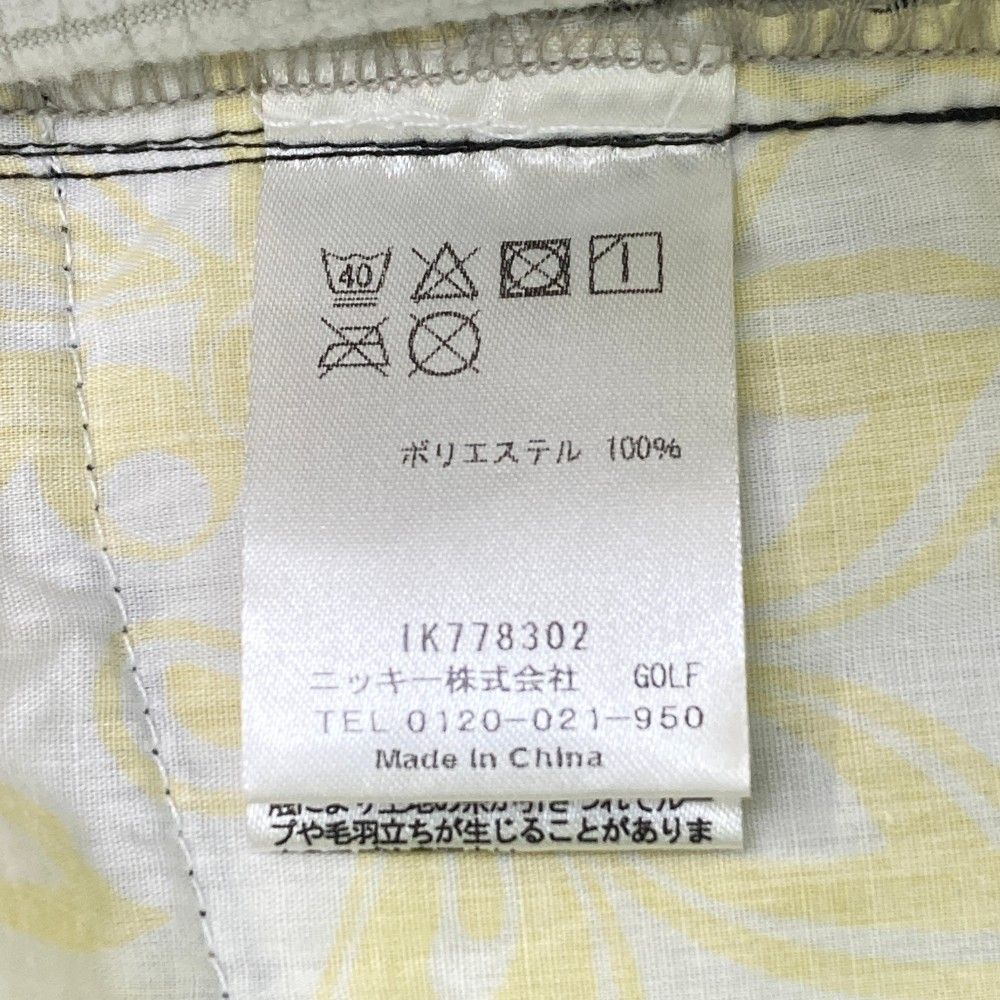 40
ポリエステル 100%
IK778302
ニッキー株式会社 GOLF
TEL 0120-021-950
Made in China
プや毛羽立ちが生じることがありま